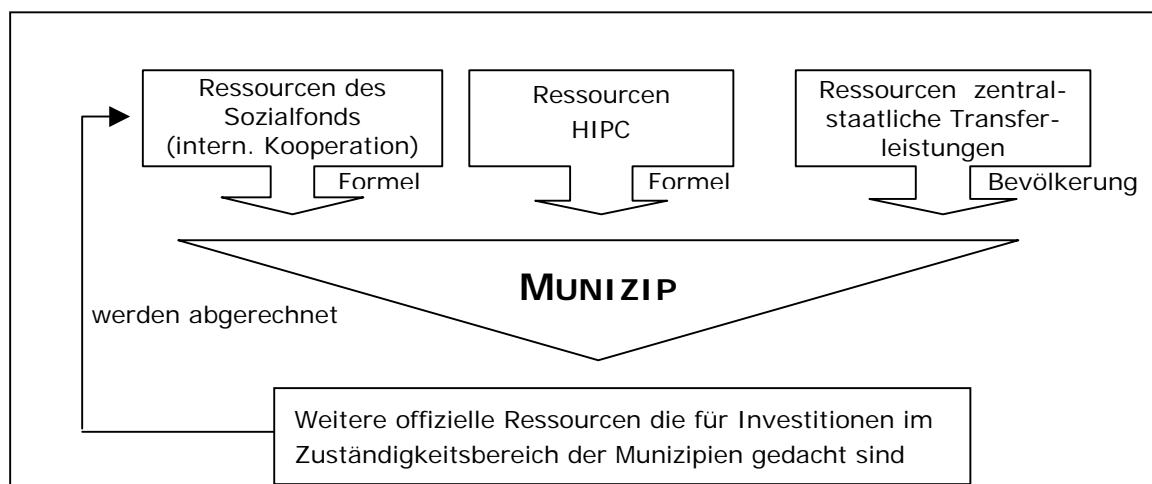 Ressourcen des
Sozialfonds
(intern. Kooperation)
Ressourcen
HIPC
Ressourcen zentral-
staatliche Transfer-
leistungen
Formel
Formel
Bevölkerung
MUNIZIP
werden abgerechnet
Weitere offizielle Ressourcen die für Investitionen im
Zuständigkeitsbereich der Munizipien gedacht sind